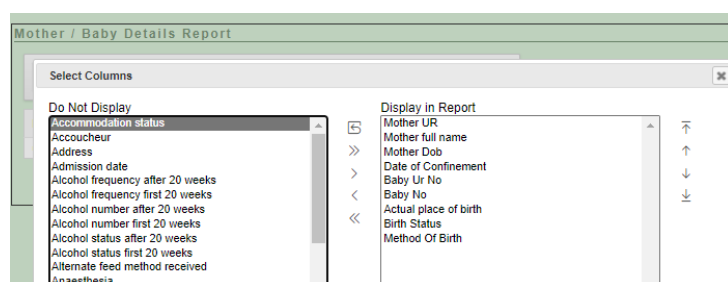 Mother / Baby Details Report
Select Columns
Do Not Display
Accommodation status
Accoucheur
Address
Admission date
Alcohol frequency after 20 weeks
Alcohol frequency first 20 weeks
Alcohol number after 20 weeks
Alcohol number first 20 weeks
Alcohol status after 20 weeks
Alcohol status first 20 weeks
Alternate feed method received
Anaesthesia
Display in Report
Mother UR
Mother full name
Mother Dob
Date of Confinement
Baby Ur No
Baby No
Actual place of birth
Birth Status
Method Of Birth